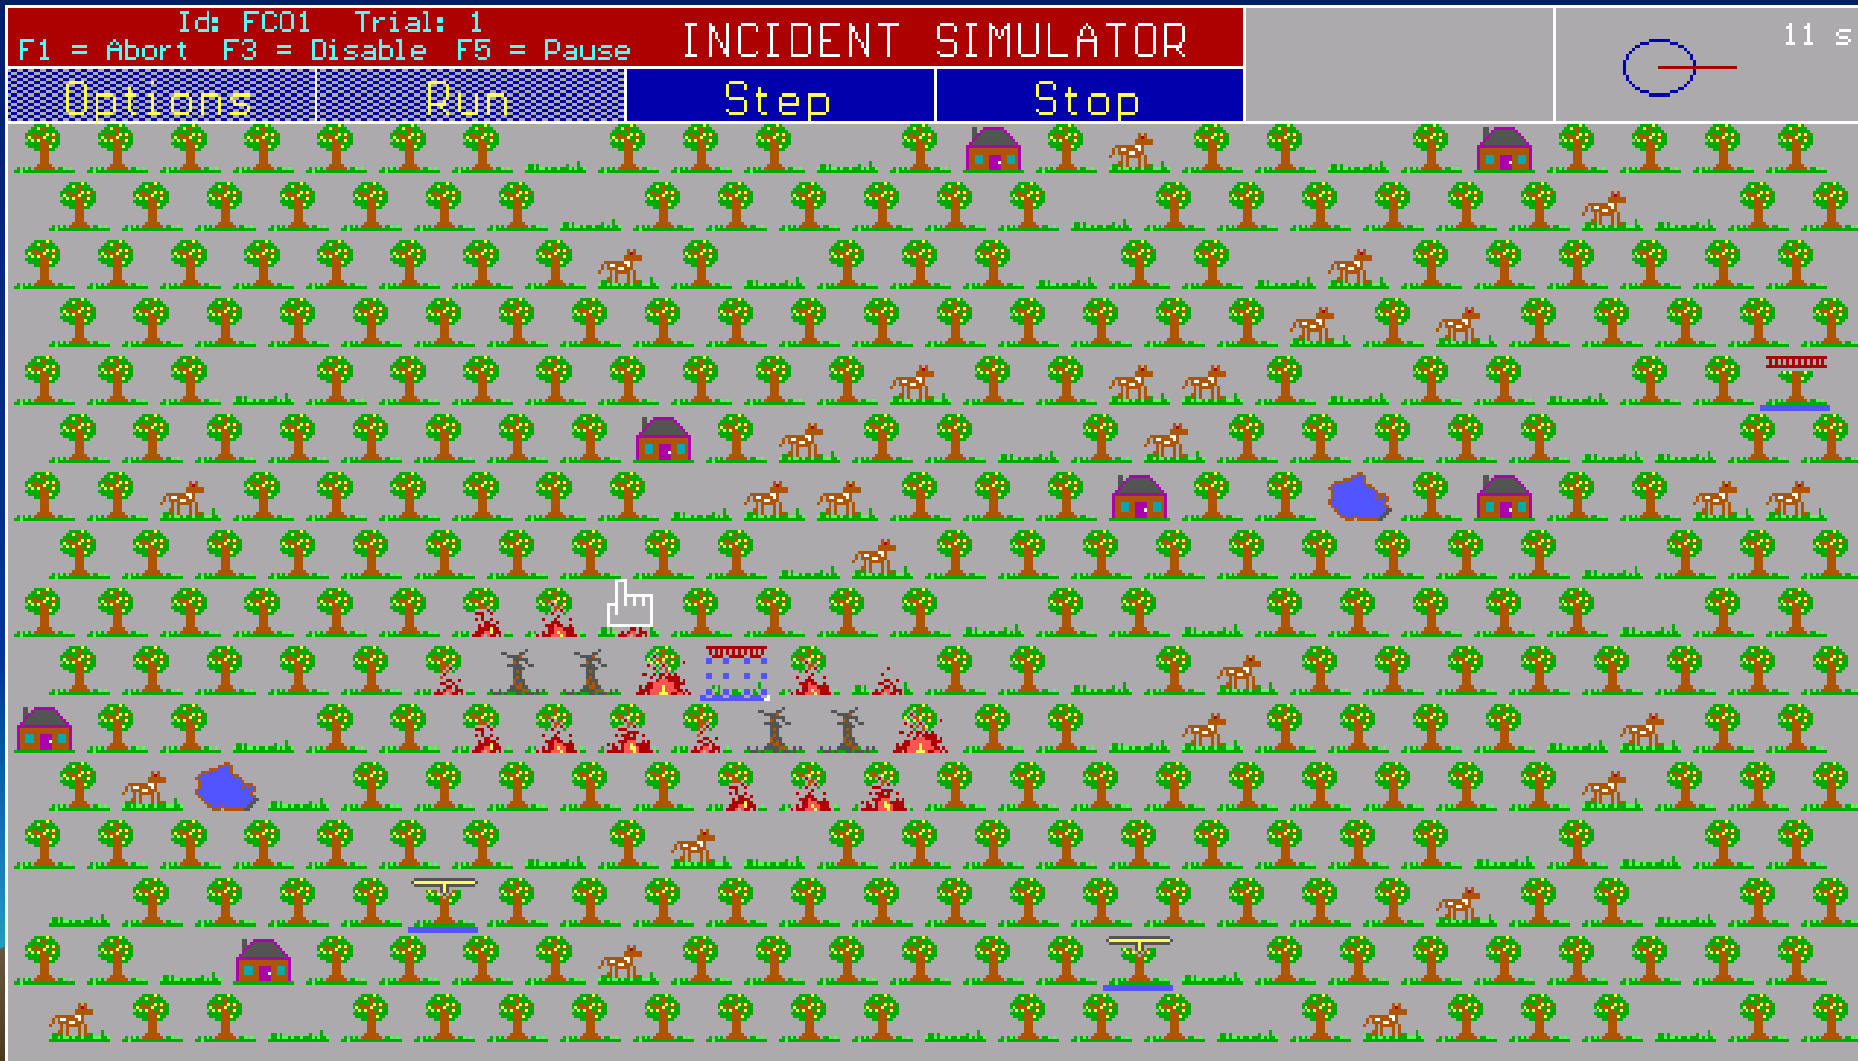 Id: FC01 Trial: 1
F1 = Abort F3 = Disable F5 = Pause
INCIDENT SIMULATOR
11 s
Options
Run
Step
Stop